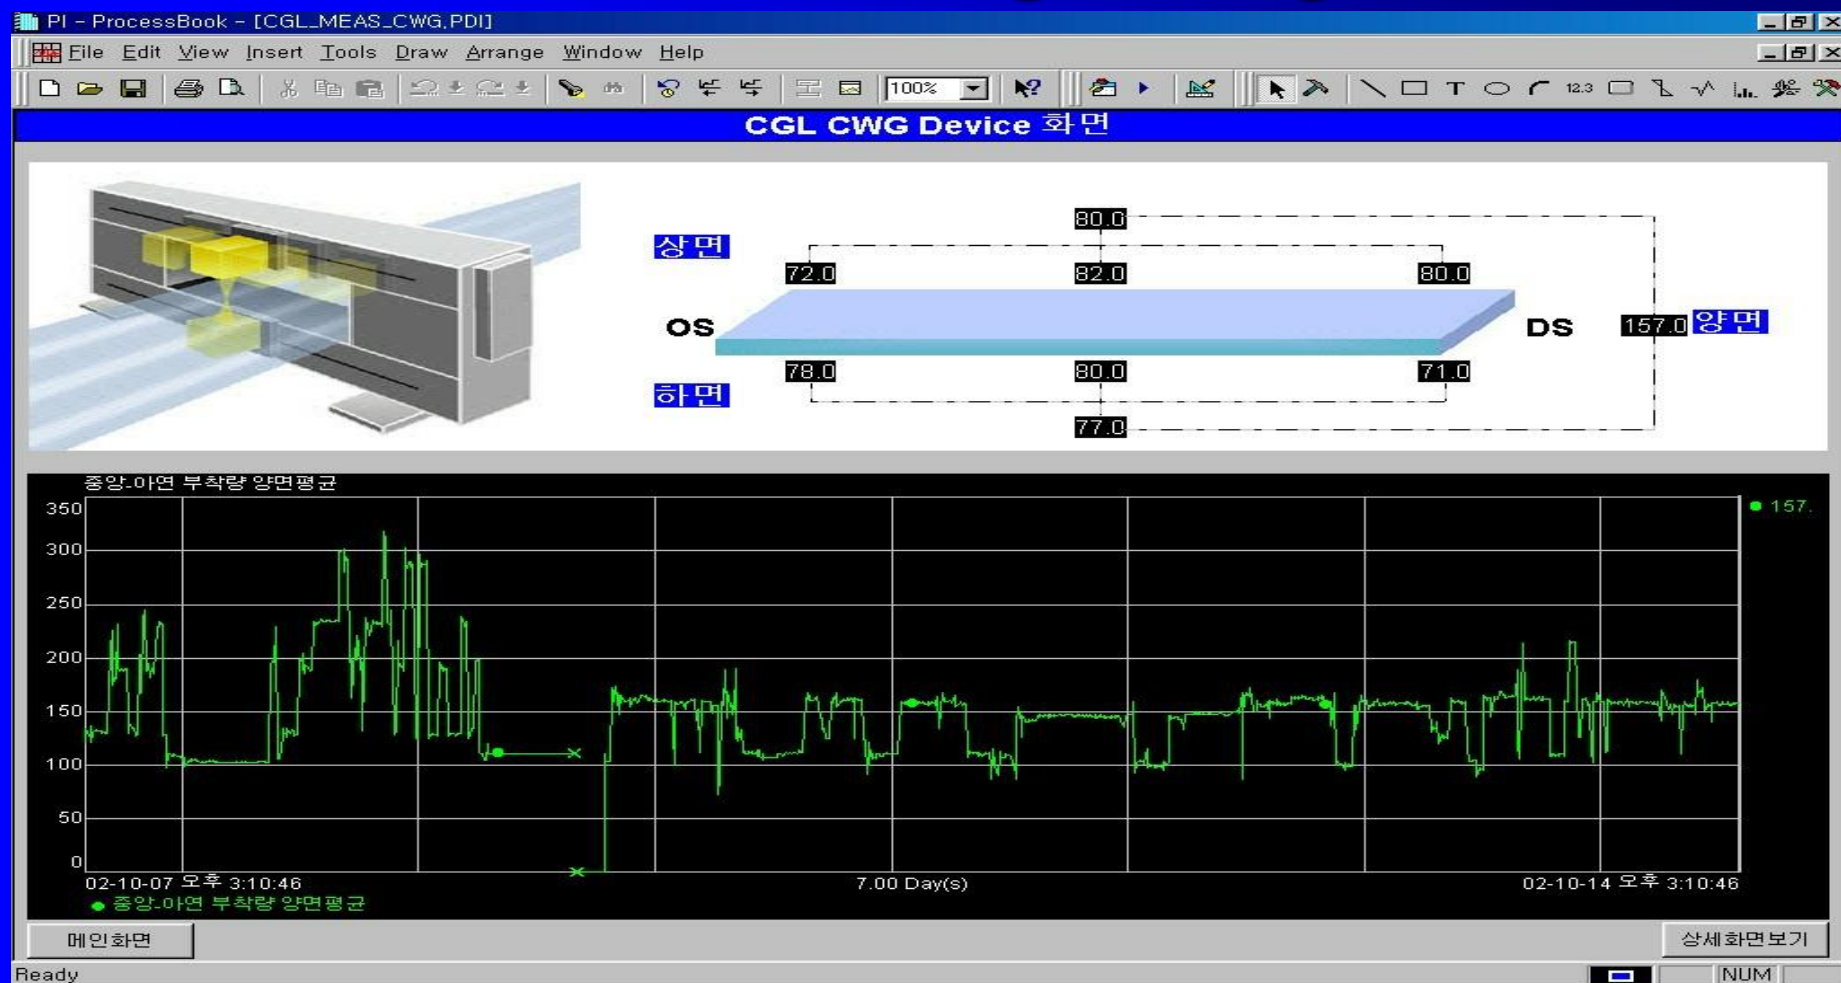 PI - ProcessBook - [CGL_MEAS_CWG.PDI]
File Edit View Insert Tools Draw Arrange Window Help
100%
12.3
CGL CWG Device 화면
80.0
상면
72.0 82.0 80.0
OS DS 157.0 양면
78.0 80.0 71.0
하면
77.0
중앙-아연 부착량 양면평균
350
157.
300
250
200
150
100
50
0
02-10-07 오후 3:10:46 7.00 Day(s) 02-10-14 오후 3:10:46
중앙-아연 부착량 양면평균
메인화면 상세화면보기
Ready NUM